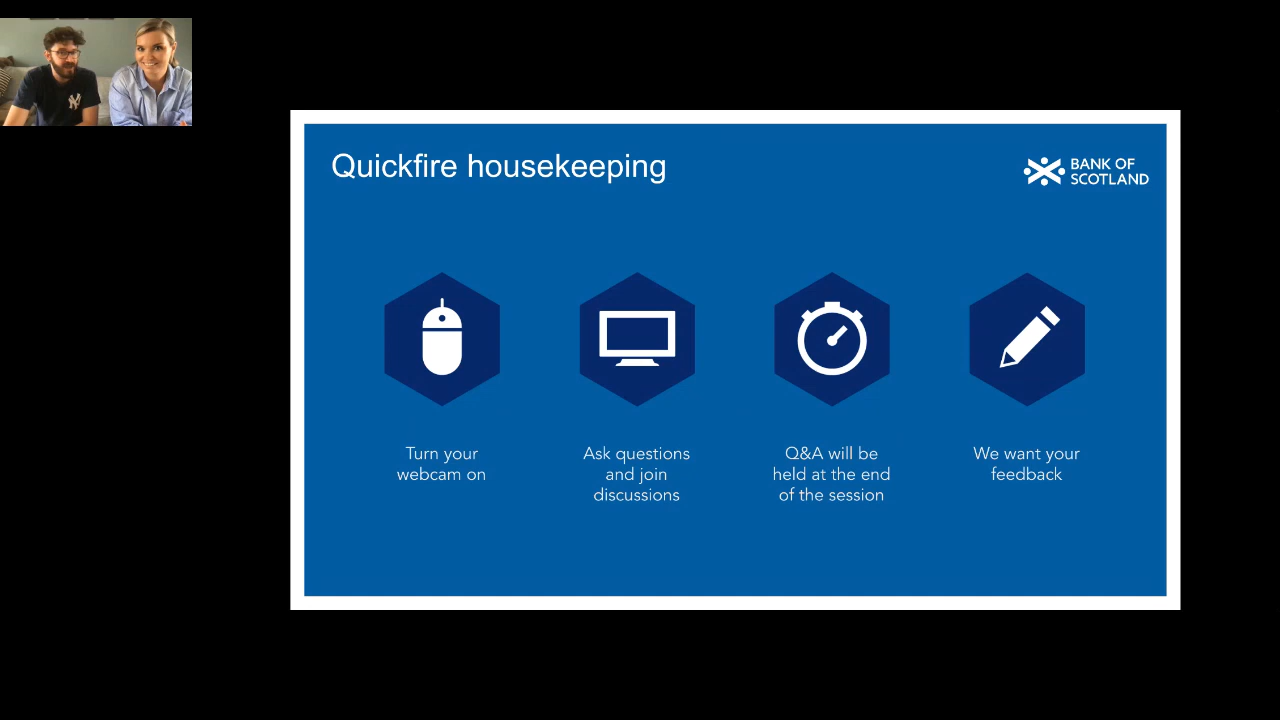 Quickfire housekeeping
BANK OF
SCOTLAND
Turn your
webcam on
Ask questions
and join
discussions
Q&A will be
held at the end
of the session
We want your
feedback
NY